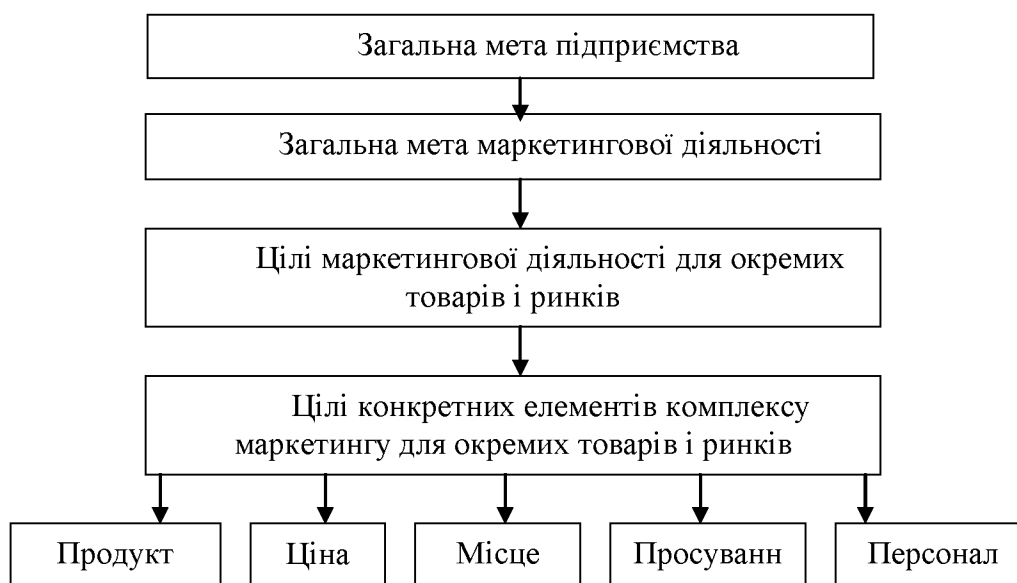 Загальна мета підприємства
Загальна мета маркетингової діяльності
Цілі маркетингової діяльності для окремих
товарів і ринків
Цілі конкретних елементів комплексу
маркетингу для окремих товарів і ринків
Продукт
Ціна
Місце
Просуванн
Персонал